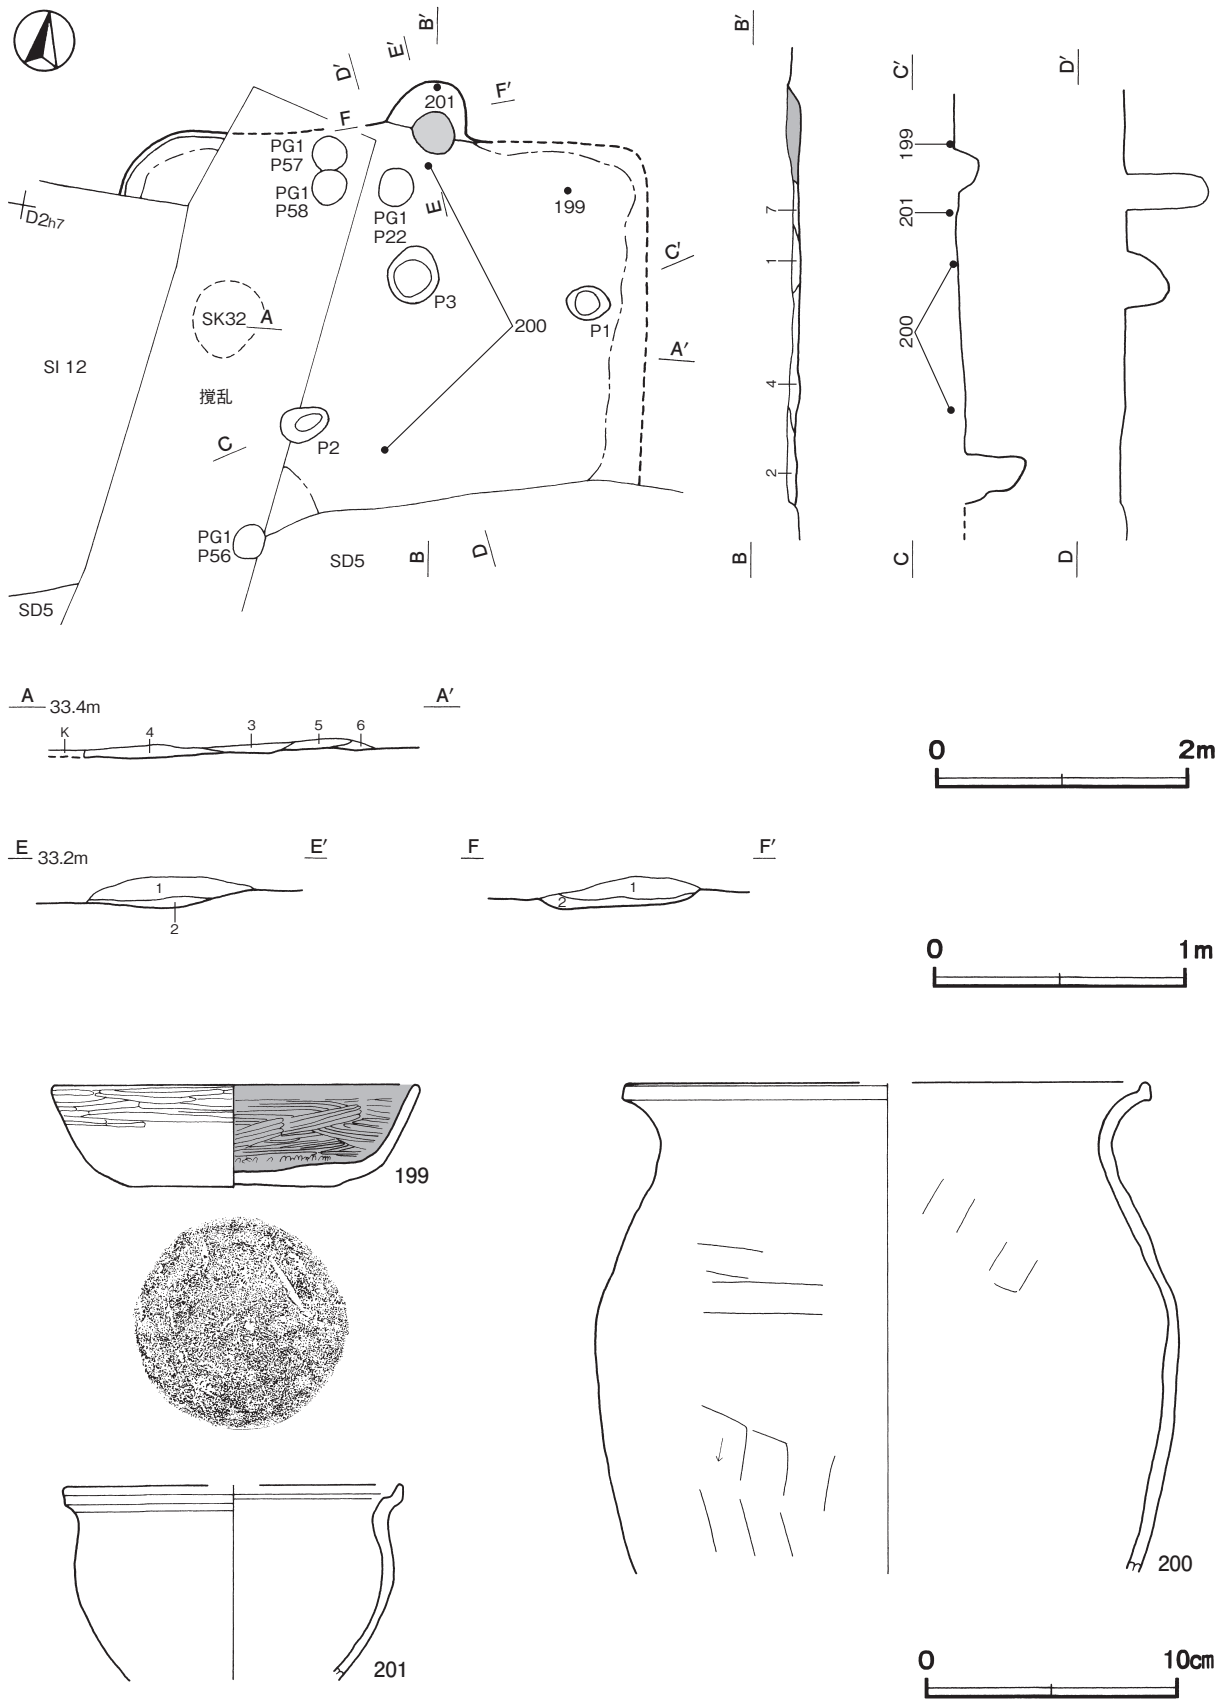 B′
B′
E′
D′
C′
D′
F′
201
F
PG1
P57
199
PG1
P58
E
D2h7
PG1
P22
199
7
201
C′
1
P3
SK32
A
P1
200
200
SI 12
A′
4
攪乱
C
P2
2
PG1
P56
SD5
B
D
B
C
D
SD5
A
33.4m
A′
K
4
3
5
6
0
2m
E
33.2m
E′
F
F′
1
2
1
2
0
1m
199
200
201
0
10cm